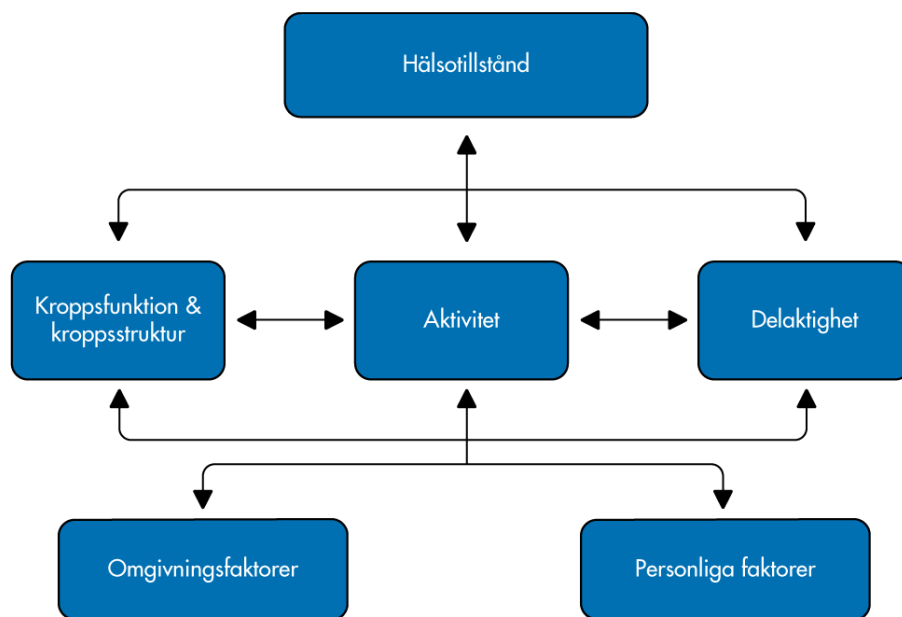 Hälsotillstånd
Kroppsfunktion &
kroppsstruktur
Aktivitet
Delaktighet
Omgivningsfaktorer
Personliga faktorer